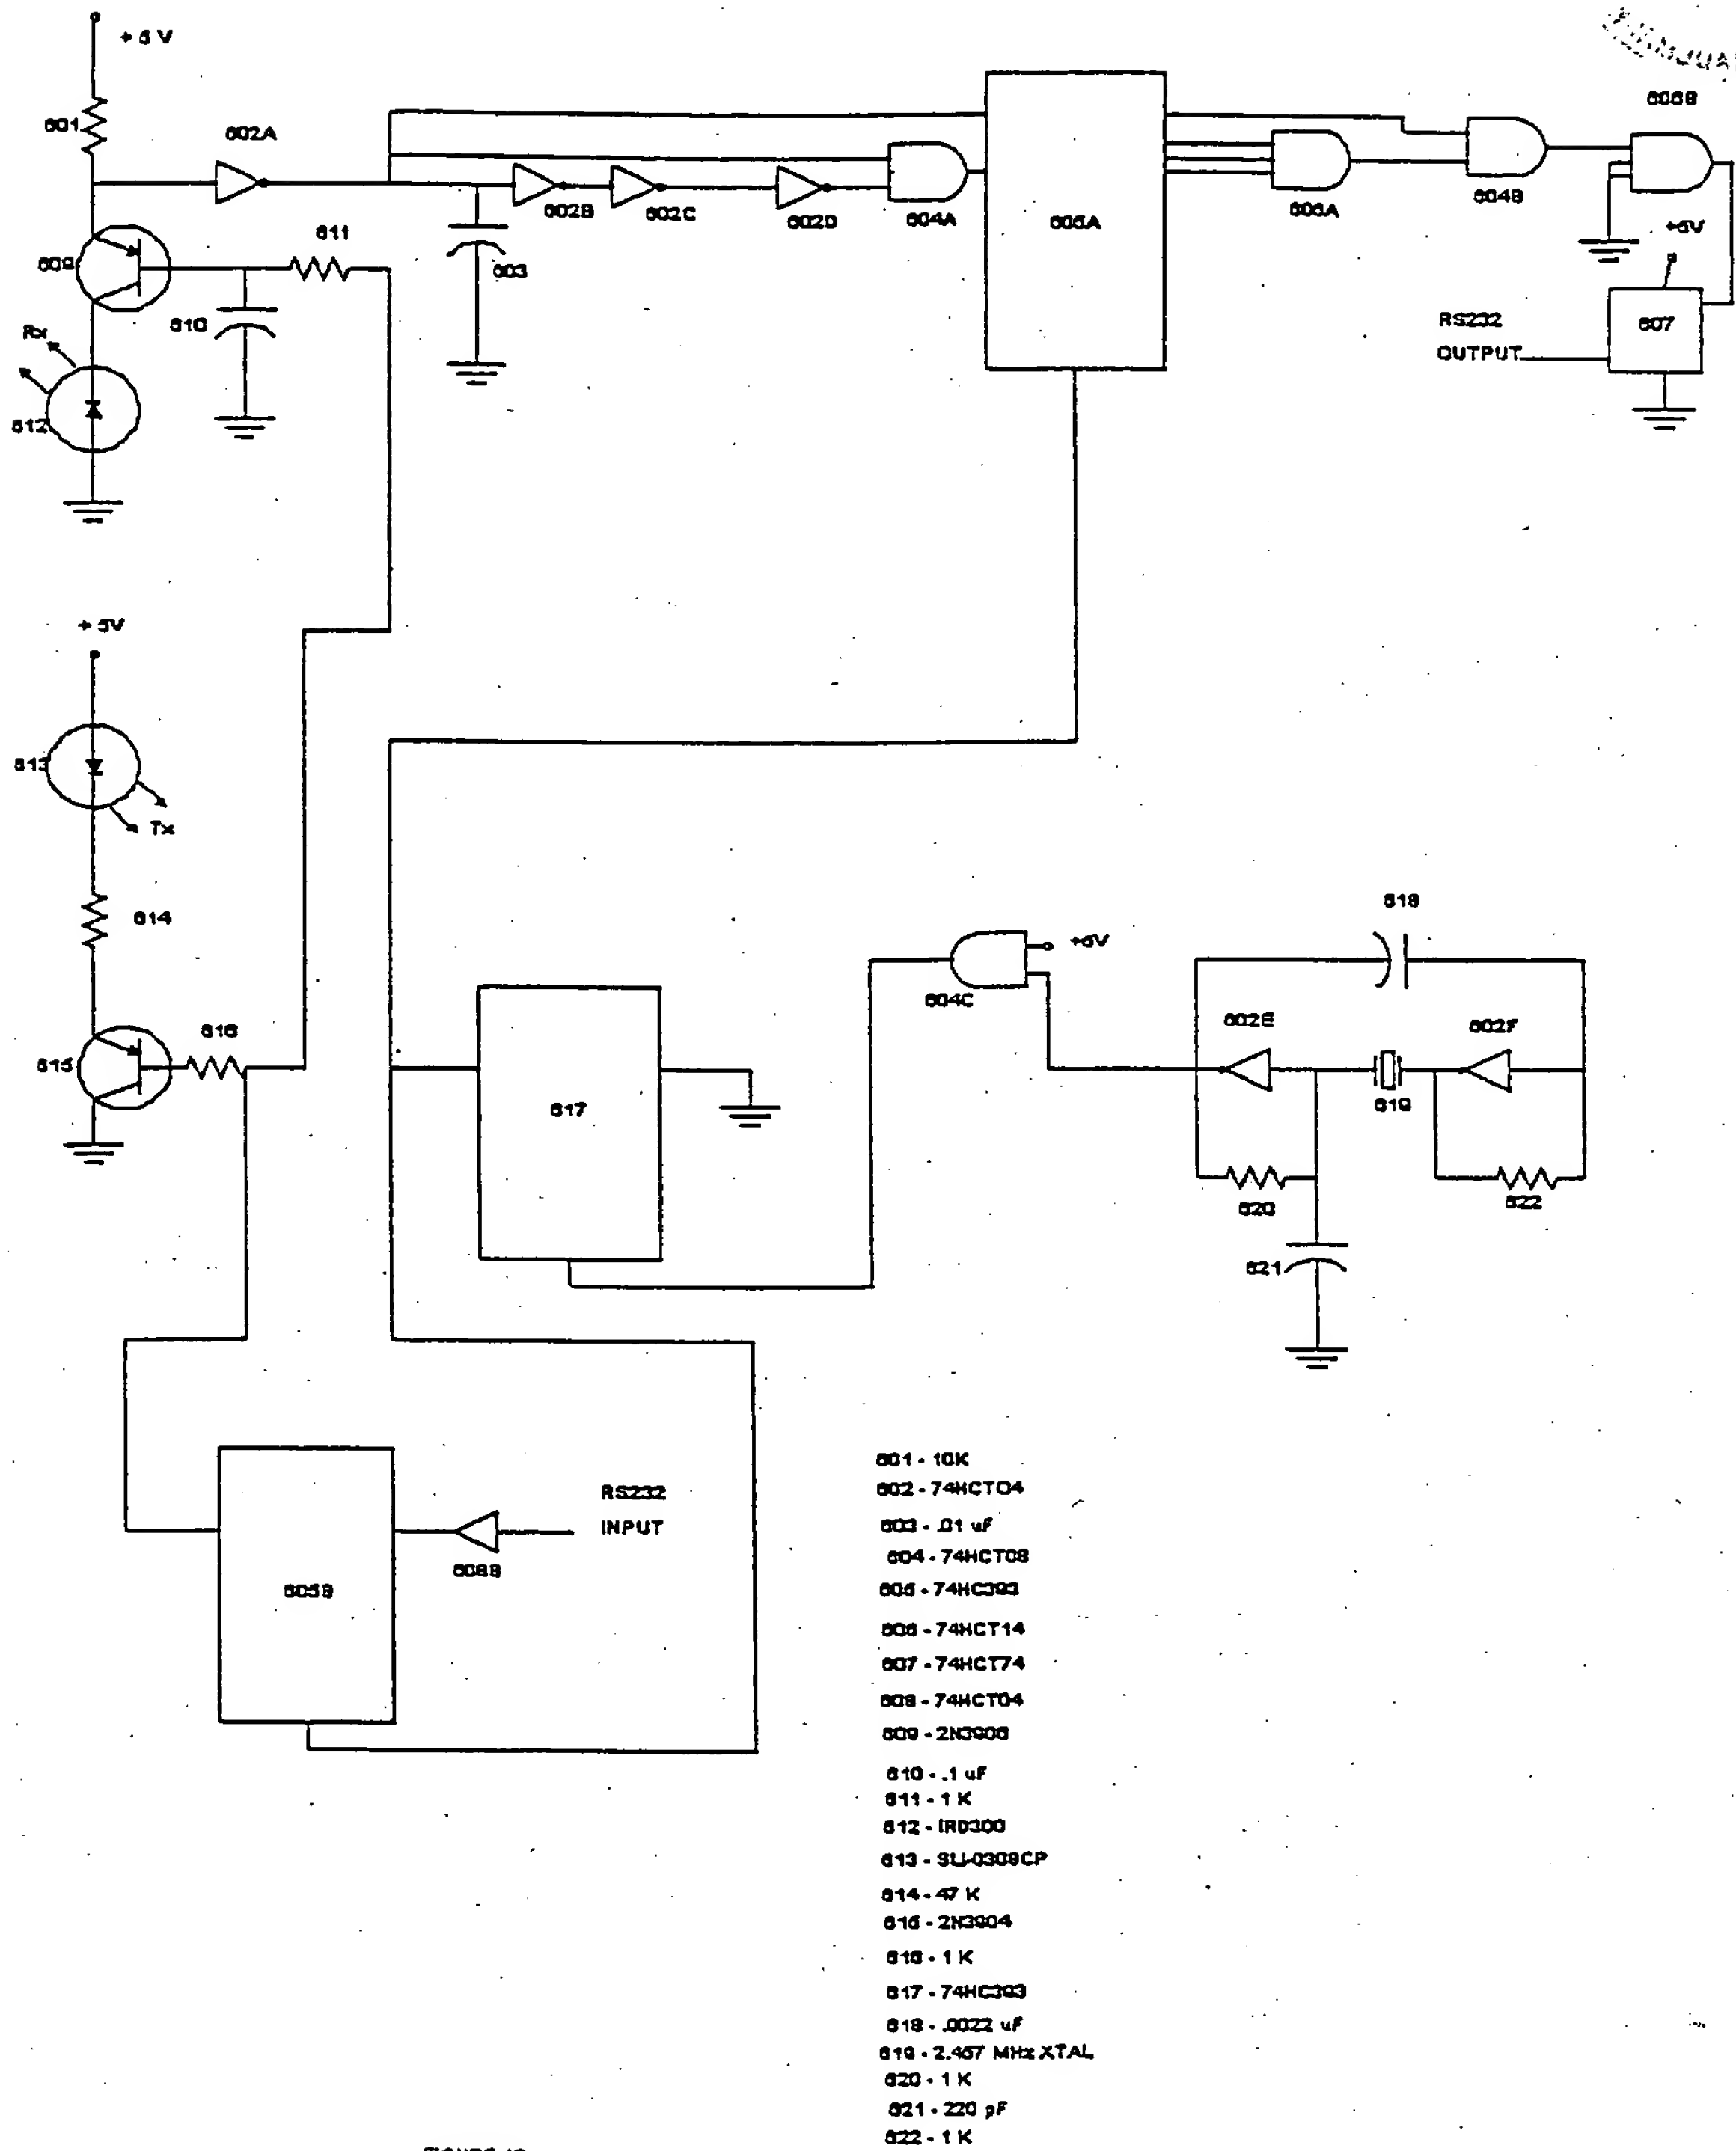 +5V
601
602A
602B
602C
602D
604A
605A
606A
604B
606B
+5V
607
RS232
OUTPUT
603
611
609
610
Rx
612
+5V
613
Tx
614
616
615
617
604C
+5V
618
602E
602F
619
620
622
621
605B
608B
RS232
INPUT
601 - 10K
602 - 74HCT04
603 - .01 uF
604 - 74HCT08
605 - 74HC393
606 - 74HCT14
607 - 74HCT74
608 - 74HCT04
609 - 2N3906
610 - .1 uF
611 - 1 K
612 - IRD300
613 - SLI-0308CP
614 - 47 K
615 - 2N3904
616 - 1 K
617 - 74HC393
618 - .0022 uF
619 - 2.457 MHz XTAL
620 - 1 K
621 - 220 pF
622 - 1 K